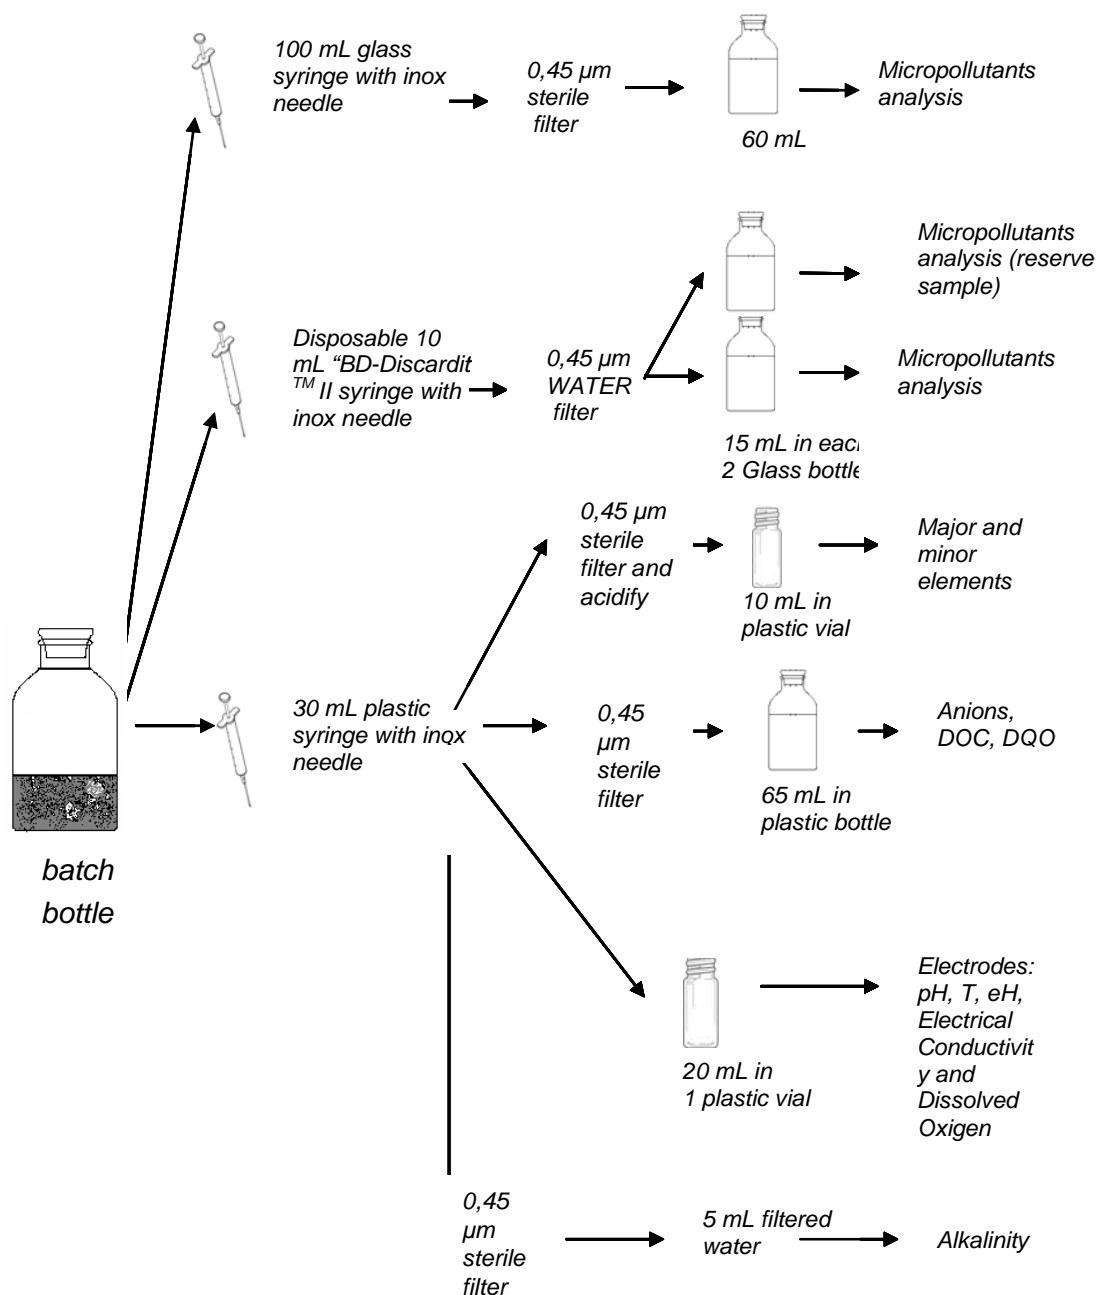 100 mL glass
syringe with inox
needle
0,45 µm
sterile
filter
60 mL
Micropollutants
analysis
Disposable 10
mL “BD-Discardit
TM II syringe with
inox needle
0,45 µm
WATER
filter
15 mL in eac
2 Glass bottl
Micropollutants
analysis (reserve
sample)
Micropollutants
analysis
batch
bottle
30 mL plastic
syringe with inox
needle
0,45 µm
sterile
filter and
acidify
10 mL in
plastic vial
Major and
minor
elements
0,45
µm
sterile
filter
65 mL in
plastic bottle
Anions,
DOC, DQO
20 mL in
1 plastic vial
Electrodes:
pH, T, eH,
Electrical
Conductivit
y and
Dissolved
Oxigen
0,45
µm
sterile
filter
5 mL filtered
water
Alkalinity